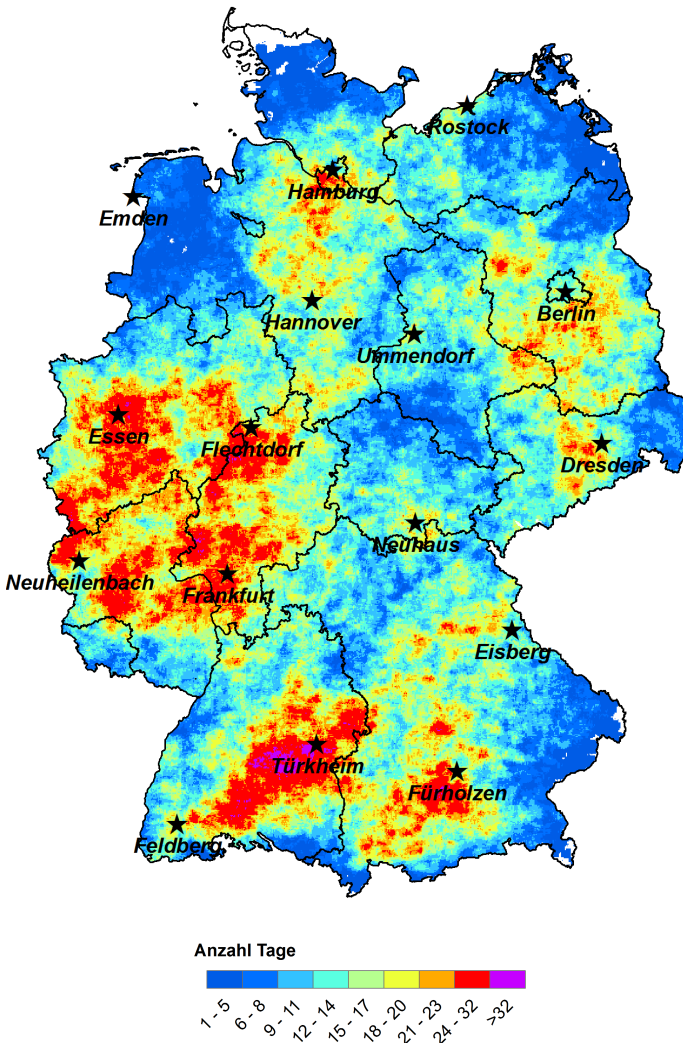 Rostock
Hamburg
Emden
Hannover
Berlin
Ummendorf
Essen
Flechtdorf
Dresden
Neuhaus
Neuheilenbach
Frankfurt
Eisberg
Türkheim
Fürholzen
Feldberg
Anzahl Tage
1 - 5
6 - 8
9 - 11
12 - 14
15 - 17
18 - 20
21 - 23
24 - 32
>32